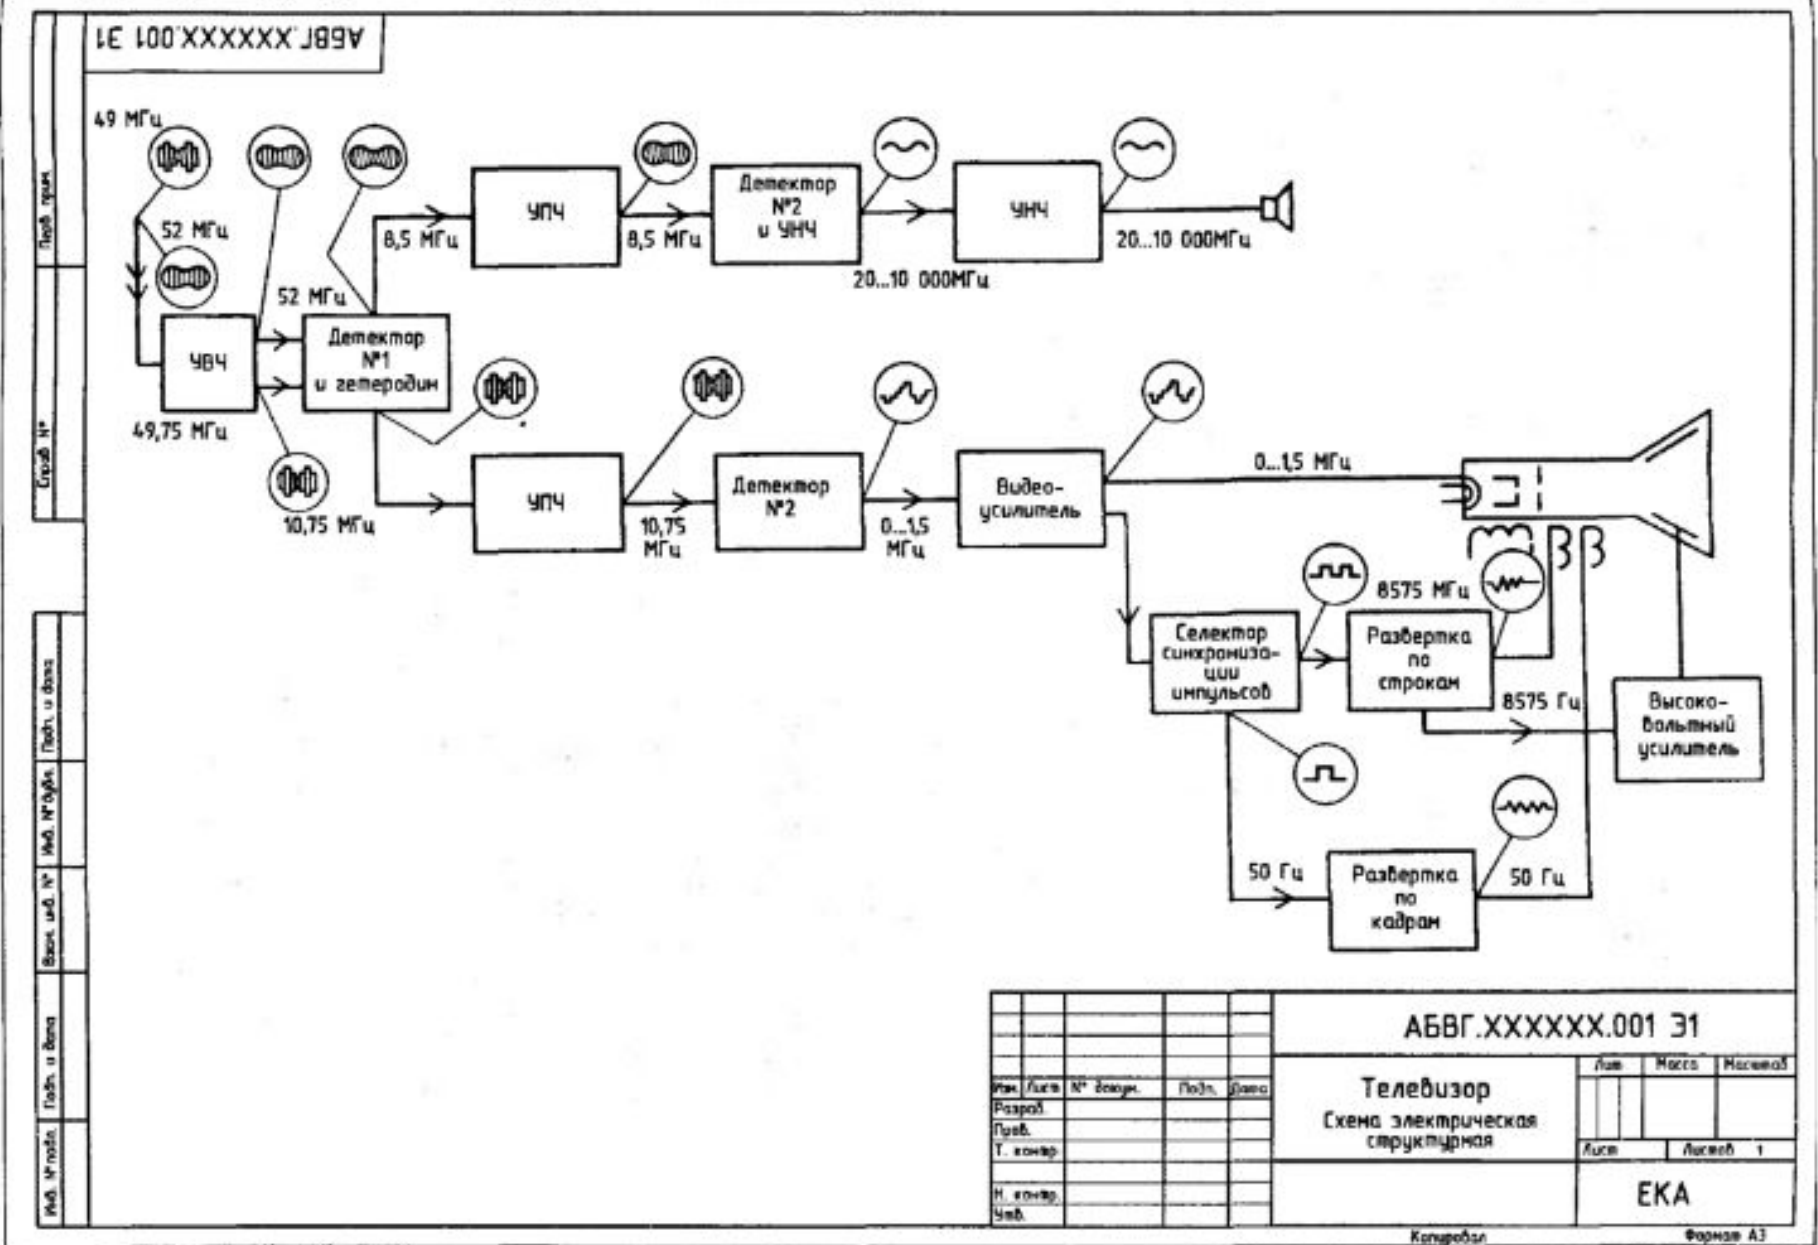 АБВГ.XXXXXX.001 Э1
49 МГц
52 МГц
УВЧ
49,75 МГц
52 МГц
Детектор
№1
и гетеродин
10,75 МГц
8,5 МГц
УПЧ
8,5 МГц
Детектор
№2
и УНЧ
20...10 000МГц
УНЧ
20...10 000МГц
УПЧ
10,75
МГц
Детектор
№2
0...1,5
МГц
Видео-
усилитель
0...1,5 МГц
Селектор
синхрониза-
ции
импульсов
8575 МГц
Развертка
по
строкам
8575 Гц
Высоко-
вольтный
усилитель
50 Гц
Развертка
по
кадрам
50 Гц
Перв. прим.
Справ. №
Подп. и дата
Инв. № дубл.
Взам. инв. №
Подп. и дата
Инв. № подл.
АБВГ.XXXXXX.001 Э1
Изм. Лист № докум. Подп. Дата
Разраб.
Пров.
Т. контр.
Н. контр.
Утв.
Телевизор
Схема электрическая
структурная
Лит. Масса Масштаб
Лист Листов 1
ЕКА
Копировал Формат А3